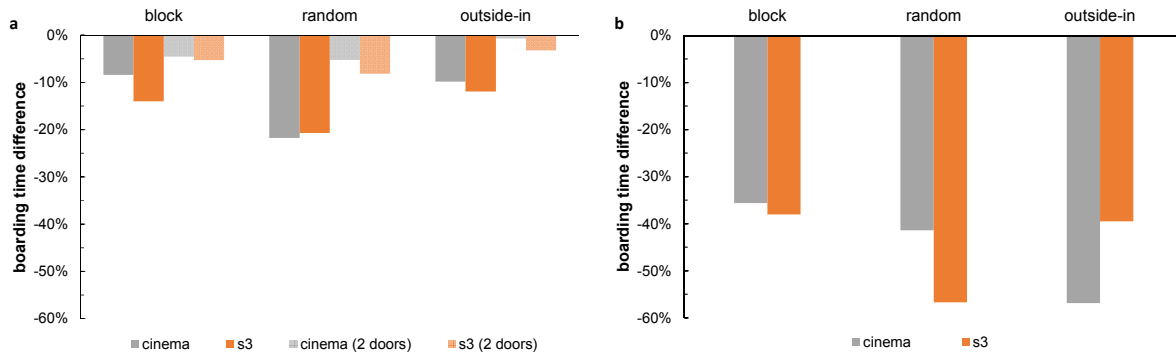 block random outside-in
a
0%
-10%
-20%
-30%
-40%
-50%
-60%
boarding time difference
cinema s3 cinema (2 doors) s3 (2 doors)
block random outside-in
b
0%
-10%
-20%
-30%
-40%
-50%
-60%
boarding time difference
cinema s3